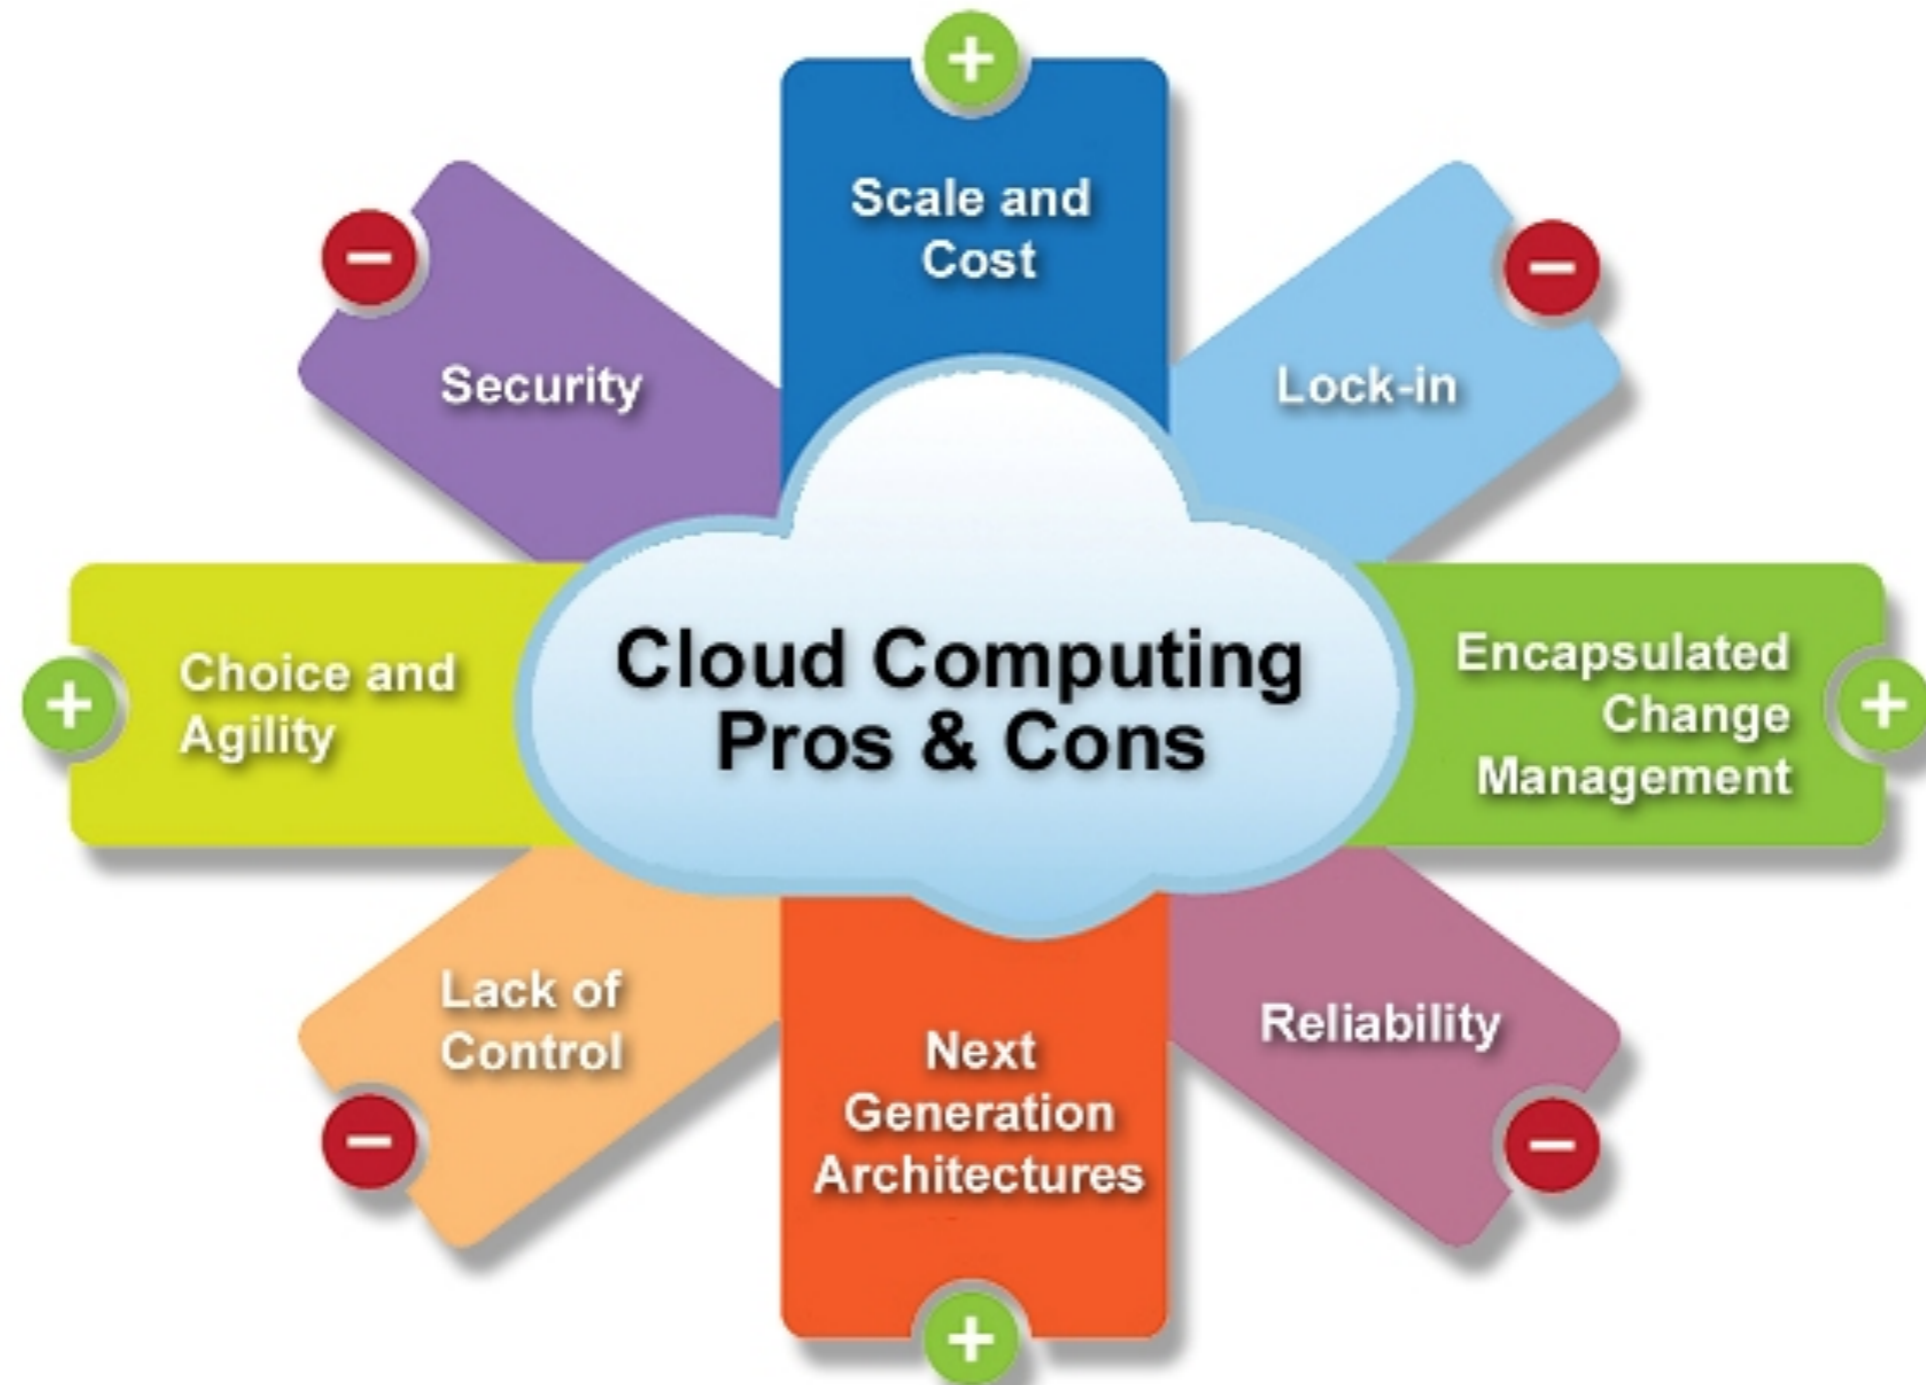 Scale and
Cost
Security
Lock-in
Cloud Computing
Pros & Cons
Choice and
Agility
Encapsulated
Change
Management
Lack of
Control
Next
Generation
Architectures
Reliability